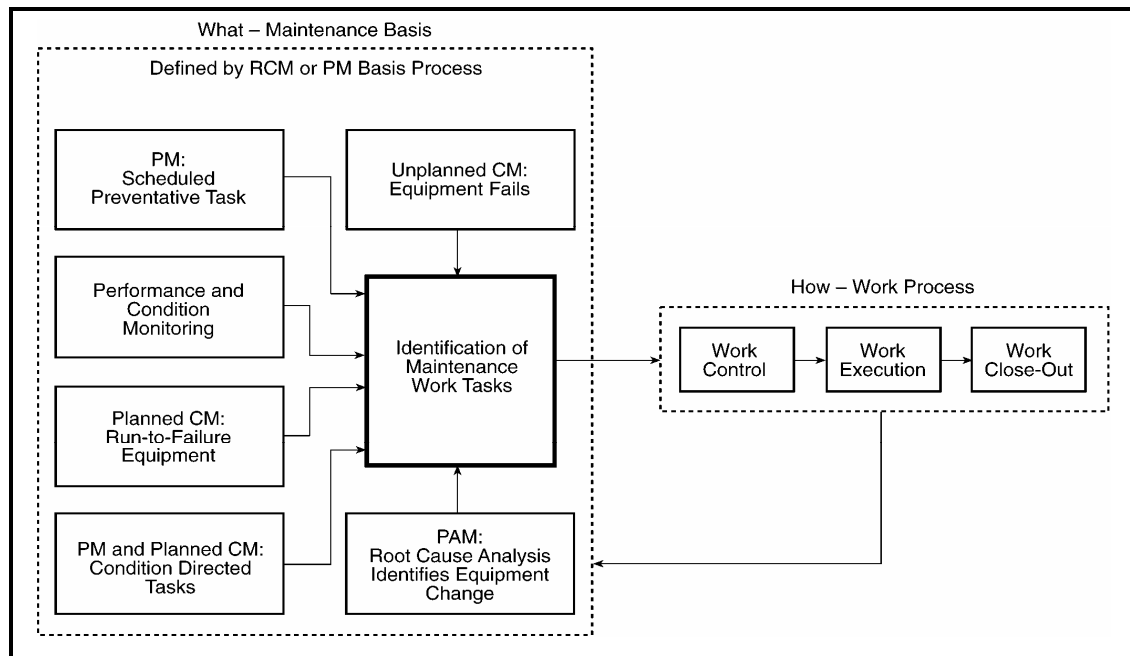 What – Maintenance Basis
Defined by RCM or PM Basis Process
PM:
Scheduled
Preventative Task
Unplanned CM:
Equipment Fails
Performance and
Condition
Monitoring
Identification of
Maintenance
Work Tasks
Planned CM:
Run-to-Failure
Equipment
PM and Planned CM:
Condition Directed
Tasks
PAM:
Root Cause Analysis
Identifies Equipment
Change
How – Work Process
Work
Control
Work
Execution
Work
Close-Out